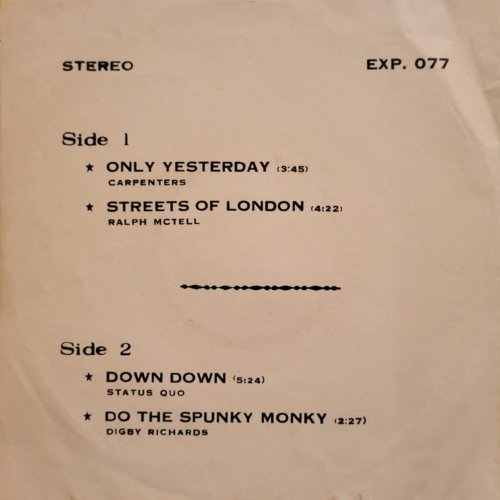 STEREO EXP. 077
Side 1
★ ONLY YESTERDAY (3:45)
CARPENTERS
★ STREETS OF LONDON (4:22)
RALPH MCTELL
Side 2
★ DOWN DOWN (5:24)
STATUS QUO
★ DO THE SPUNKY MONKY (2:27)
DIGBY RICHARDS